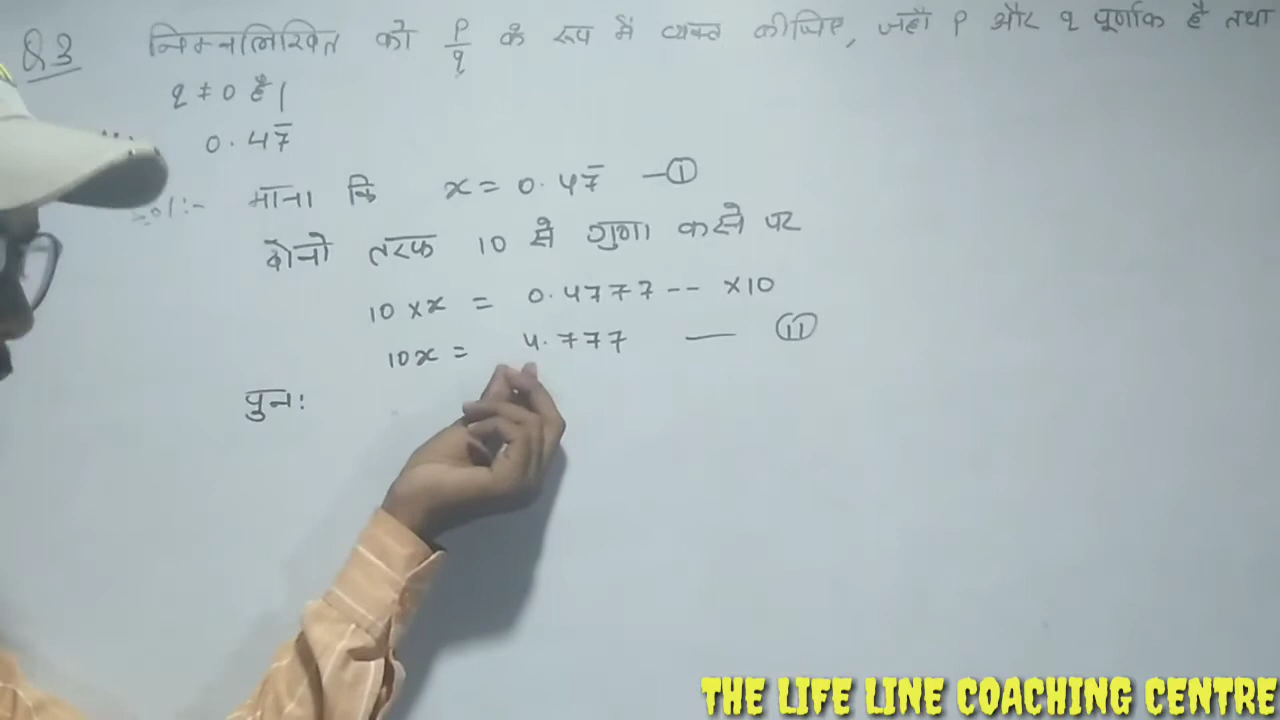 Q3 निम्नलिखित को p/q के रूप में व्यक्त कीजिए, जहाँ p और q पूर्णांक है तथा
q ≠ 0 है।
0.47̅
माना कि x = 0.47̅ —①
दोनो तरफ 10 से गुणा करने पर
10 × x = 0.4777-- × 10
10x = 4.777 — ⑪
पुनः
THE LIFE LINE COACHING CENTRE